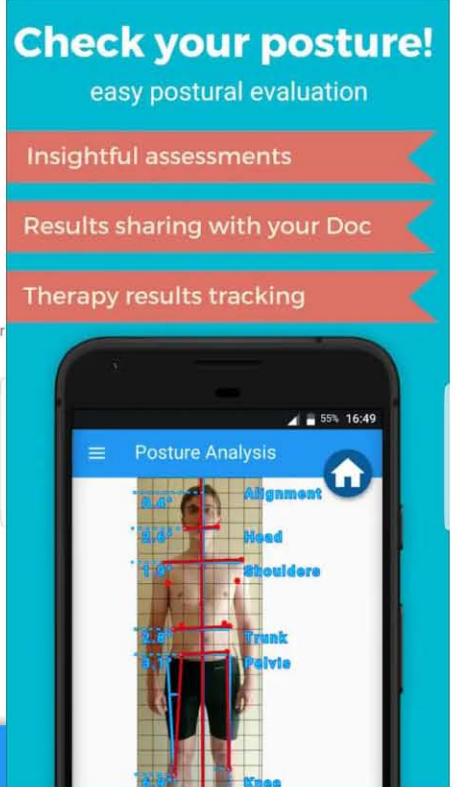 Check your posture!
easy postural evaluation
Insightful assessments
Results sharing with your Doc
Therapy results tracking
r
55% 16:49
Posture Analysis
Alignment
Head
Shoulders
Trunk
Pelvis
Knee